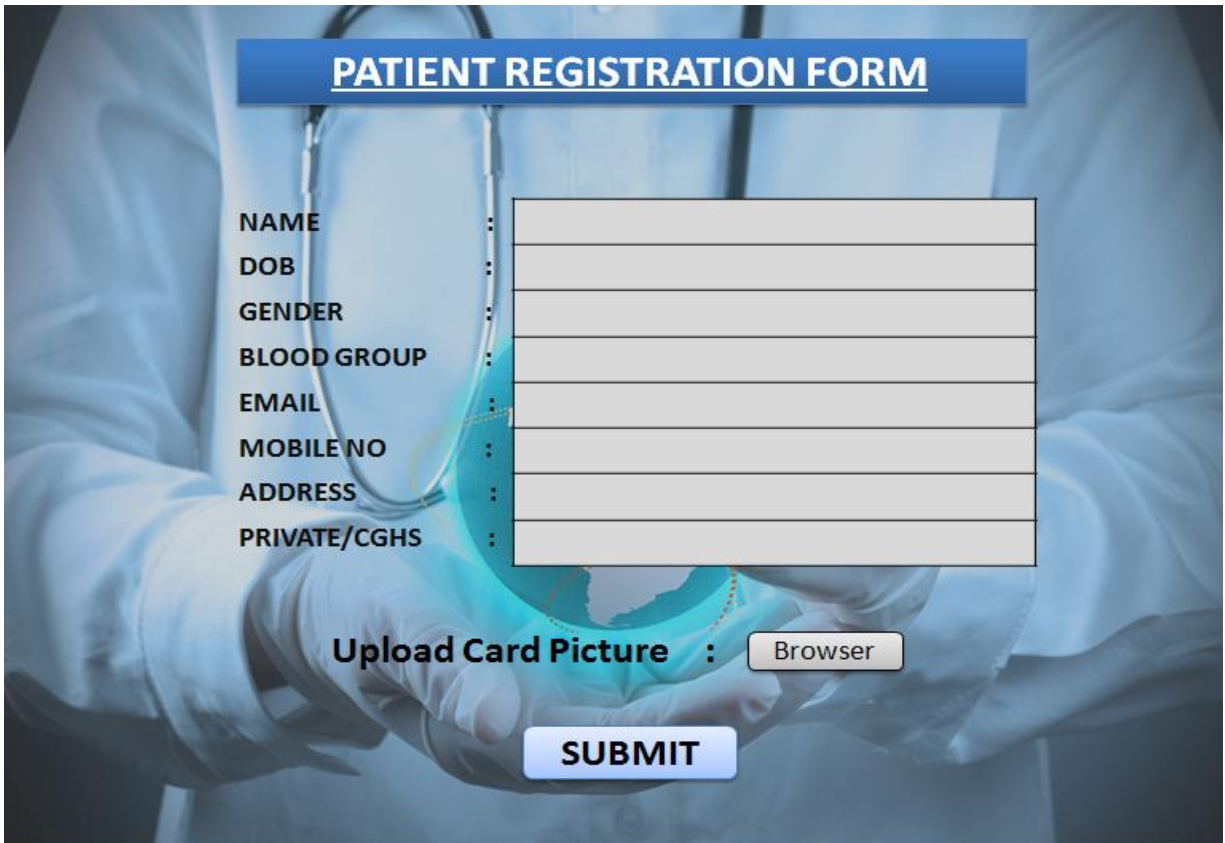 PATIENT REGISTRATION FORM
NAME :
DOB :
GENDER :
BLOOD GROUP :
EMAIL :
MOBILE NO :
ADDRESS :
PRIVATE/CGHS :
Upload Card Picture : Browser
SUBMIT